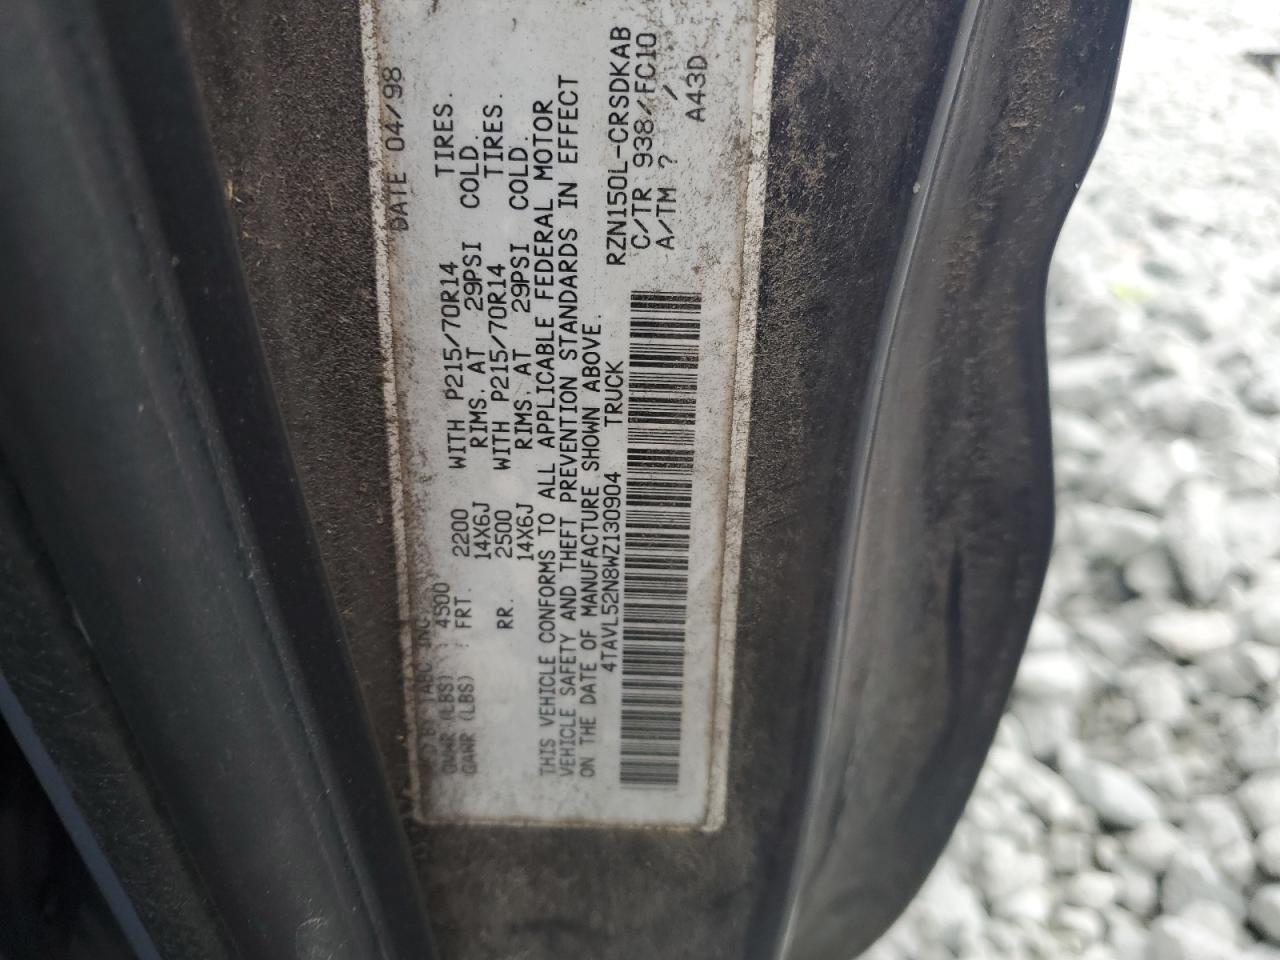 DATE 04/98
BY TABC, INC.
GVWR (LBS) : 4500
GAWR (LBS) : FRT. 2200 WITH P215/70R14 TIRES.
14X6J RIMS. AT 29PSI COLD.
RR. 2500 WITH P215/70R14 TIRES.
14X6J RIMS. AT 29PSI COLD.
THIS VEHICLE CONFORMS TO ALL APPLICABLE FEDERAL MOTOR
VEHICLE SAFETY AND THEFT PREVENTION STANDARDS IN EFFECT
ON THE DATE OF MANUFACTURE SHOWN ABOVE.
4TAVL52N8WZ130904 TRUCK
RZN150L-CRSDKAB
C/TR 938/FC10
A/TM ? /
A43D